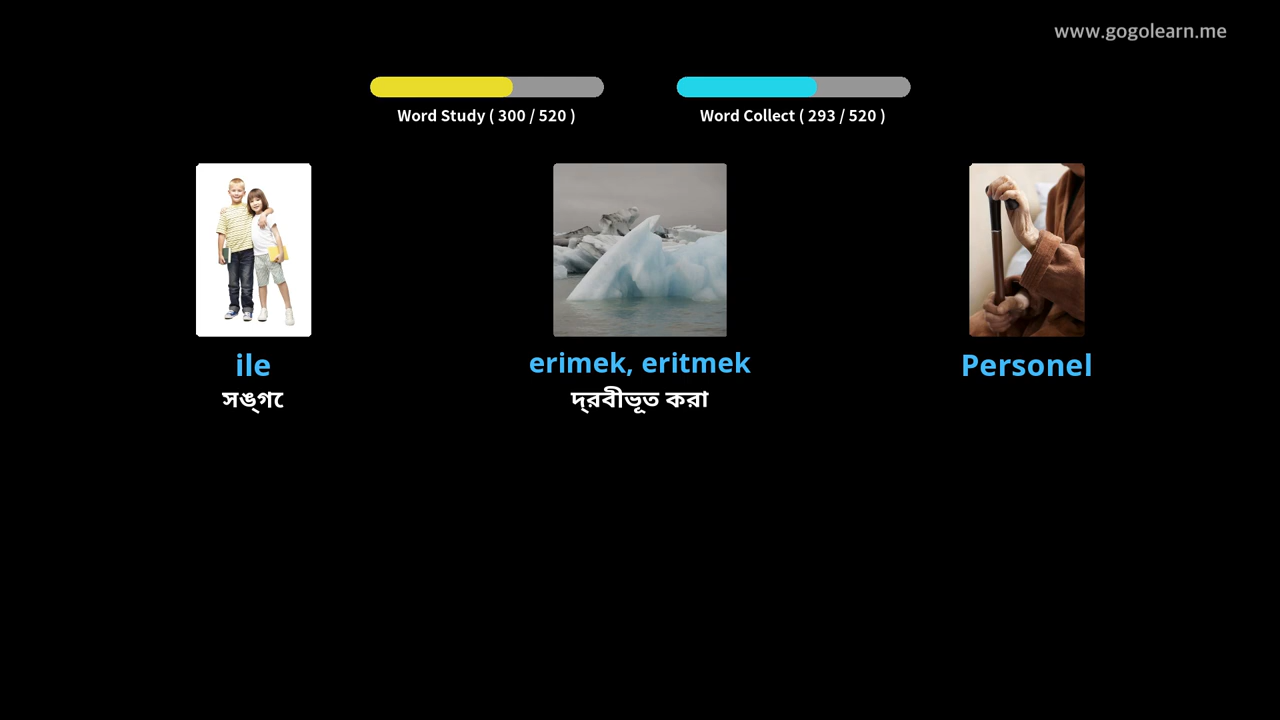 www.gogolearn.me
Word Study ( 300 / 520 )
Word Collect ( 293 / 520 )
ile
erimek, eritmek
Personel
সঙ্গে
দ্রবীভূত করা